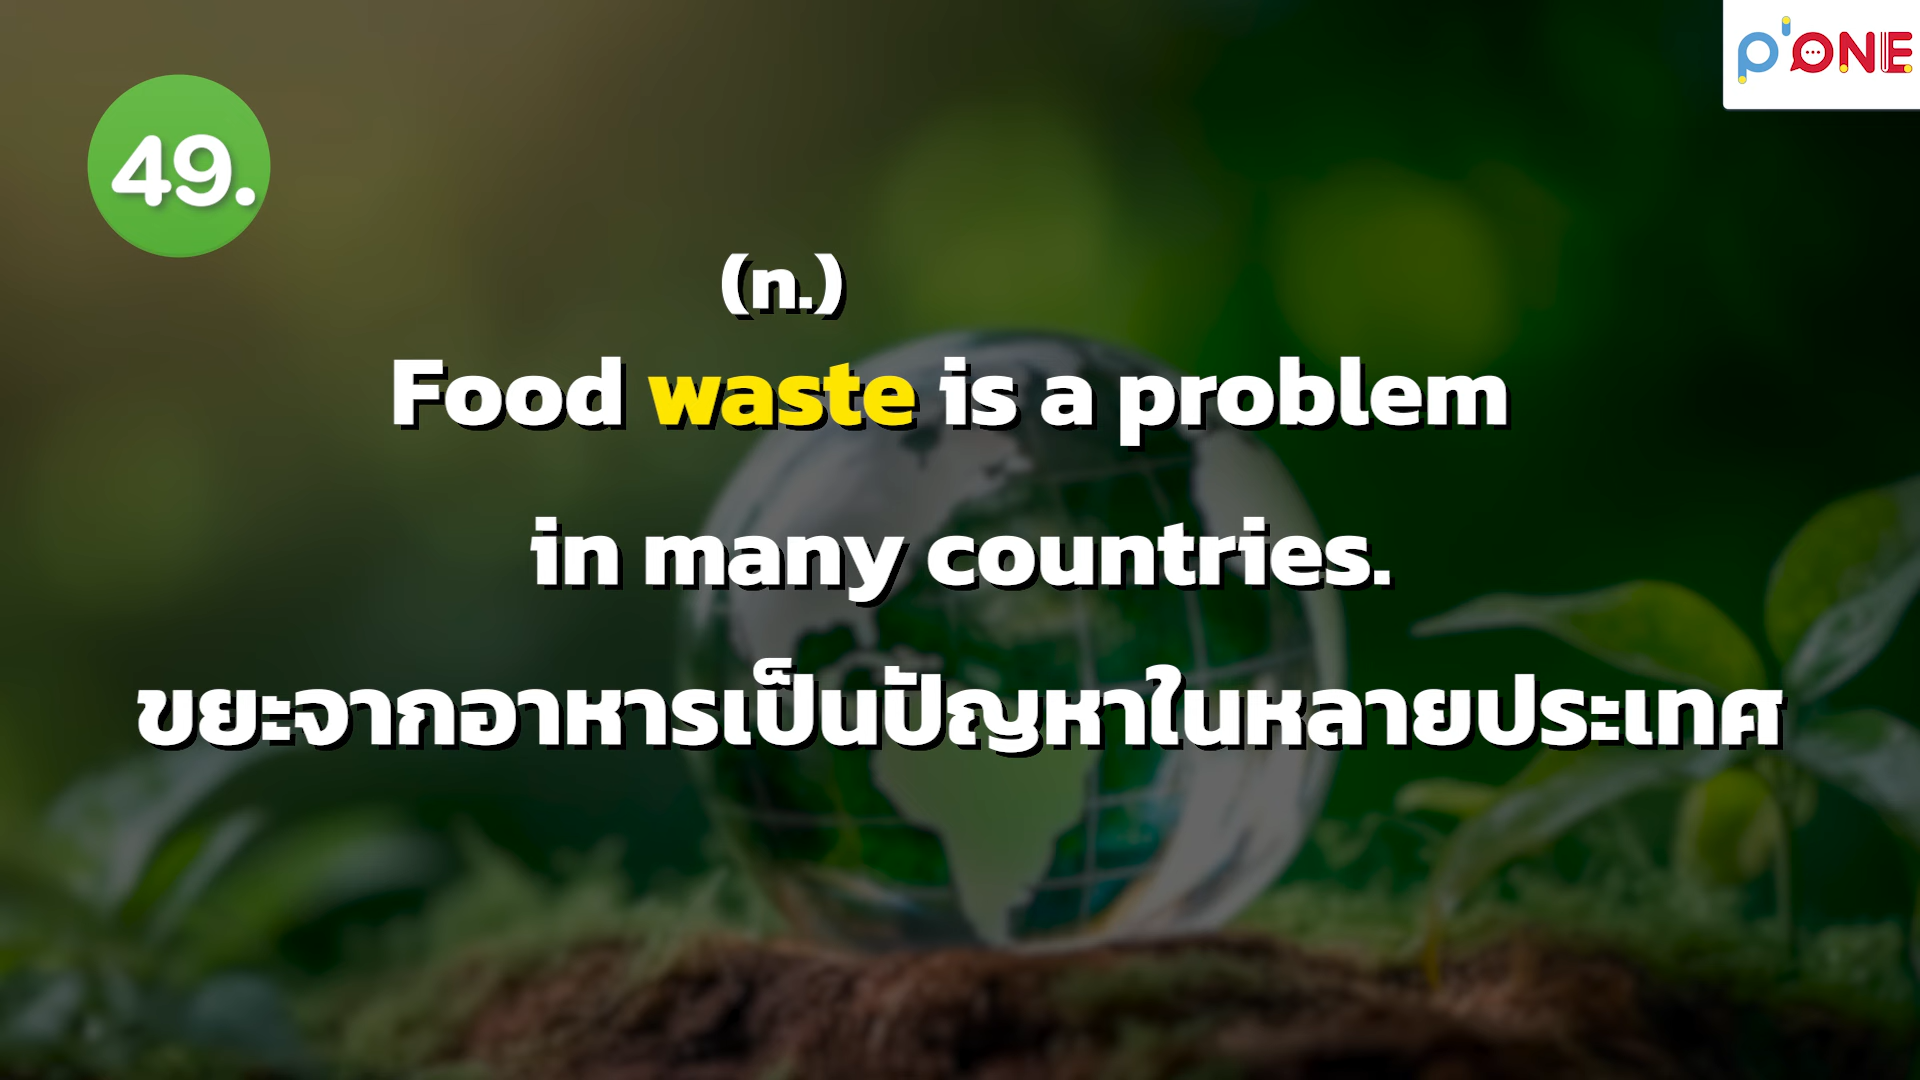 P'ONE
49.
(n.)
Food waste is a problem
in many countries.
ขยะจากอาหารเป็นปัญหาในหลายประเทศ